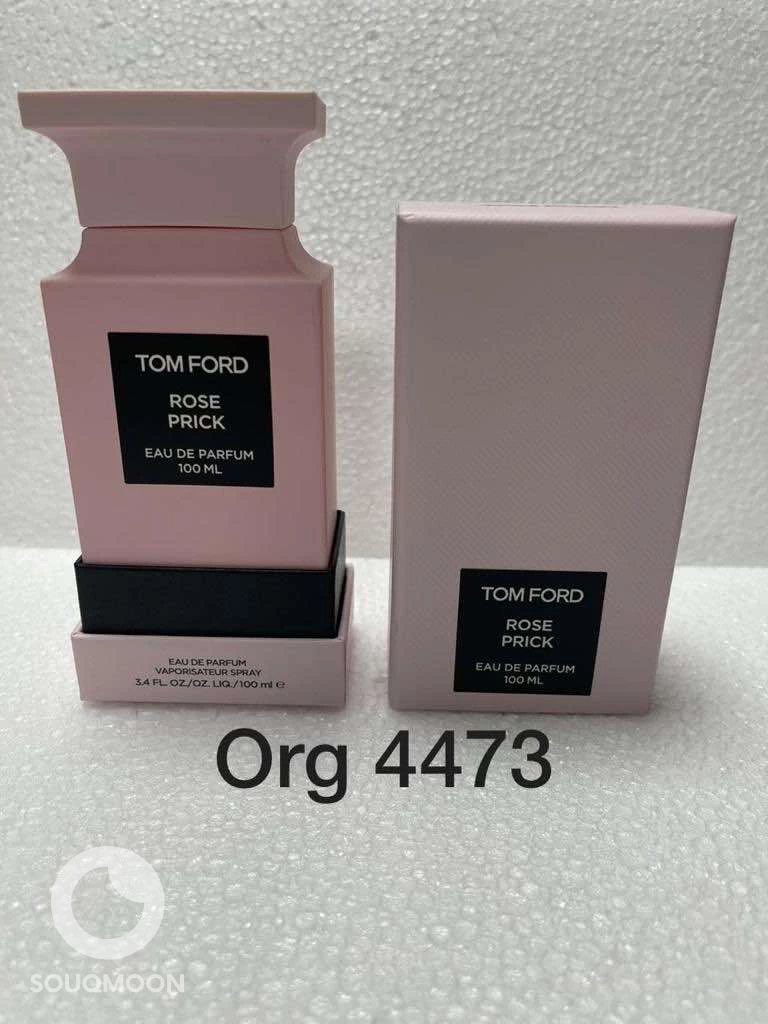 TOM FORD
ROSE
PRICK
EAU DE PARFUM
100 ML
EAU DE PARFUM
VAPORISATEUR SPRAY
3.4 FL. OZ./OZ. LIQ./100 ml ℮
TOM FORD
ROSE
PRICK
EAU DE PARFUM
100 ML
Org 4473
SOUQMOON